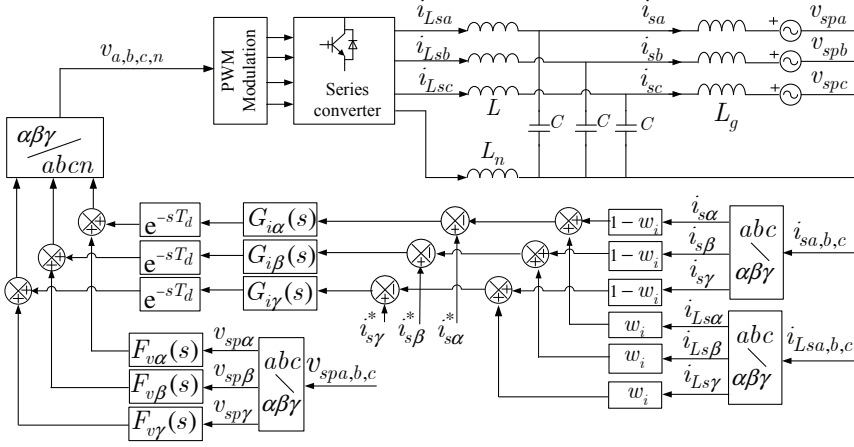 i_{Lsa}
i_{sa}
v_{spa}
v_{a,b,c,n}
PWM
Modulation
i_{Lsb}
i_{sb}
v_{spb}
i_{Lsc}
i_{sc}
v_{spc}
Series
converter
L
L_g
C
C
C
L_n
αβγ
abcn
e^{-sT_d}
G_{iα}(s)
1 − w_i
i_{sα}
abc
αβγ
i_{sa,b,c}
e^{-sT_d}
G_{iβ}(s)
1 − w_i
i_{sβ}
e^{-sT_d}
G_{iγ}(s)
1 − w_i
i_{sγ}
i^*_{sγ}
i^*_{sβ}
i^*_{sα}
w_i
i_{Lsα}
abc
αβγ
i_{Lsa,b,c}
w_i
i_{Lsβ}
w_i
i_{Lsγ}
F_{vα}(s)
v_{spα}
abc
αβγ
v_{spa,b,c}
F_{vβ}(s)
v_{spβ}
F_{vγ}(s)
v_{spγ}